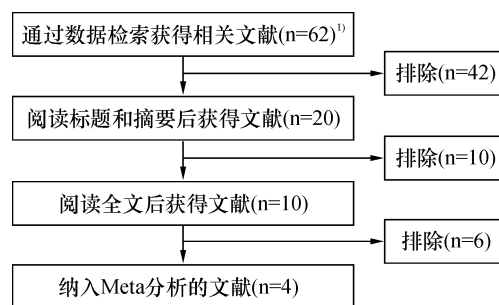 通过数据检索获得相关文献(n=62)1)
排除(n=42)
阅读标题和摘要后获得文献(n=20)
排除(n=10)
阅读全文后获得文献(n=10)
排除(n=6)
纳入Meta分析的文献(n=4)